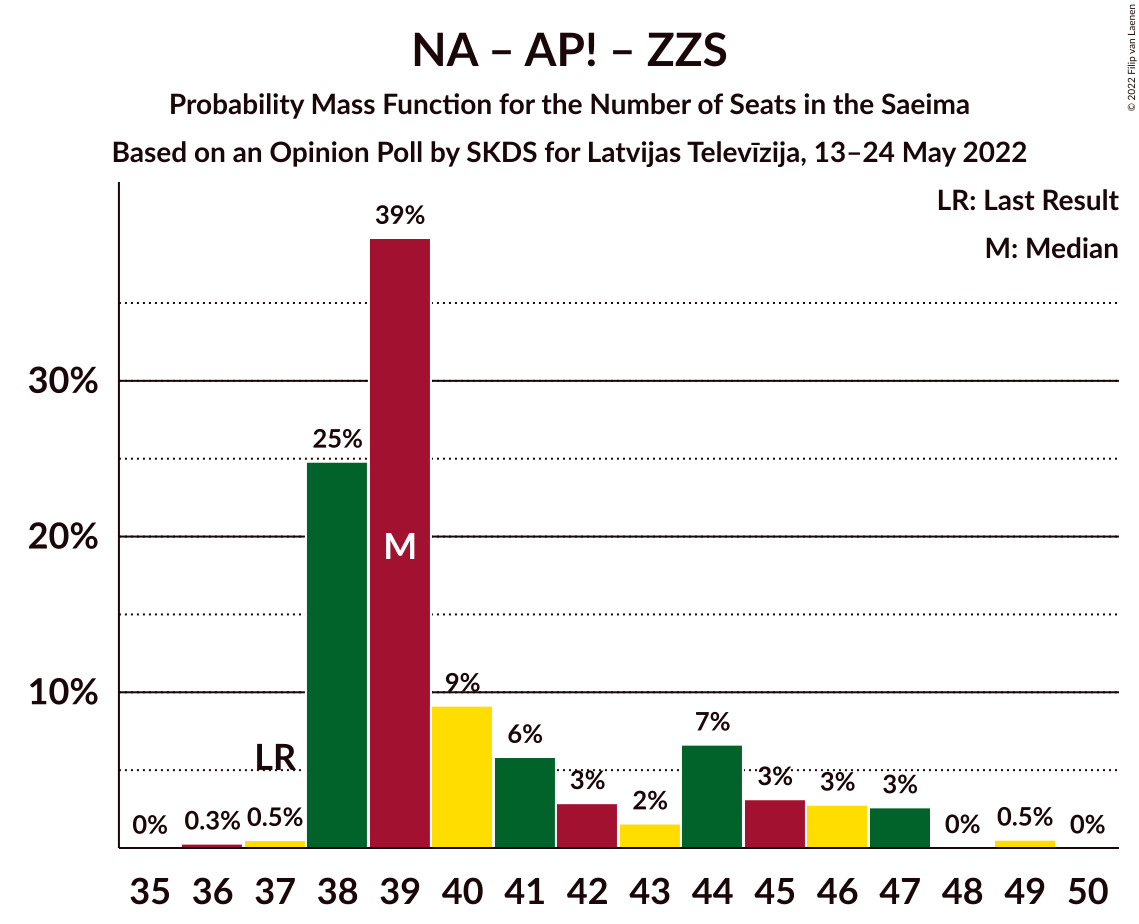 NA – AP! – ZZS
Probability Mass Function for the Number of Seats in the Saeima
Based on an Opinion Poll by SKDS for Latvijas Televīzija, 13–24 May 2022
© 2022 Filip van Laenen
LR: Last Result
M: Median
39%
30%
25%
20%
M
10%
9%
7%
6%
LR
3%
3%
3%
3%
2%
0%
0.3%
0.5%
0%
0.5%
0%
35 36 37 38 39 40 41 42 43 44 45 46 47 48 49 50